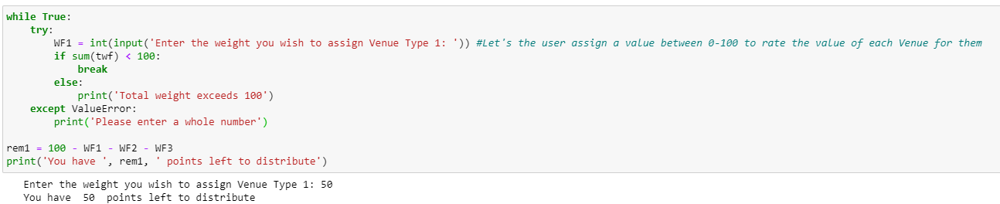 while True:
    try:
        WF1 = int(input('Enter the weight you wish to assign Venue Type 1: ')) #Let's the user assign a value between 0-100 to rate the value of each Venue for them
        if sum(twf) < 100:
            break
        else:
            print('Total weight exceeds 100')
    except ValueError:
        print('Please enter a whole number')

rem1 = 100 - WF1 - WF2 - WF3
print('You have ', rem1, ' points left to distribute')
Enter the weight you wish to assign Venue Type 1: 50
You have  50  points left to distribute